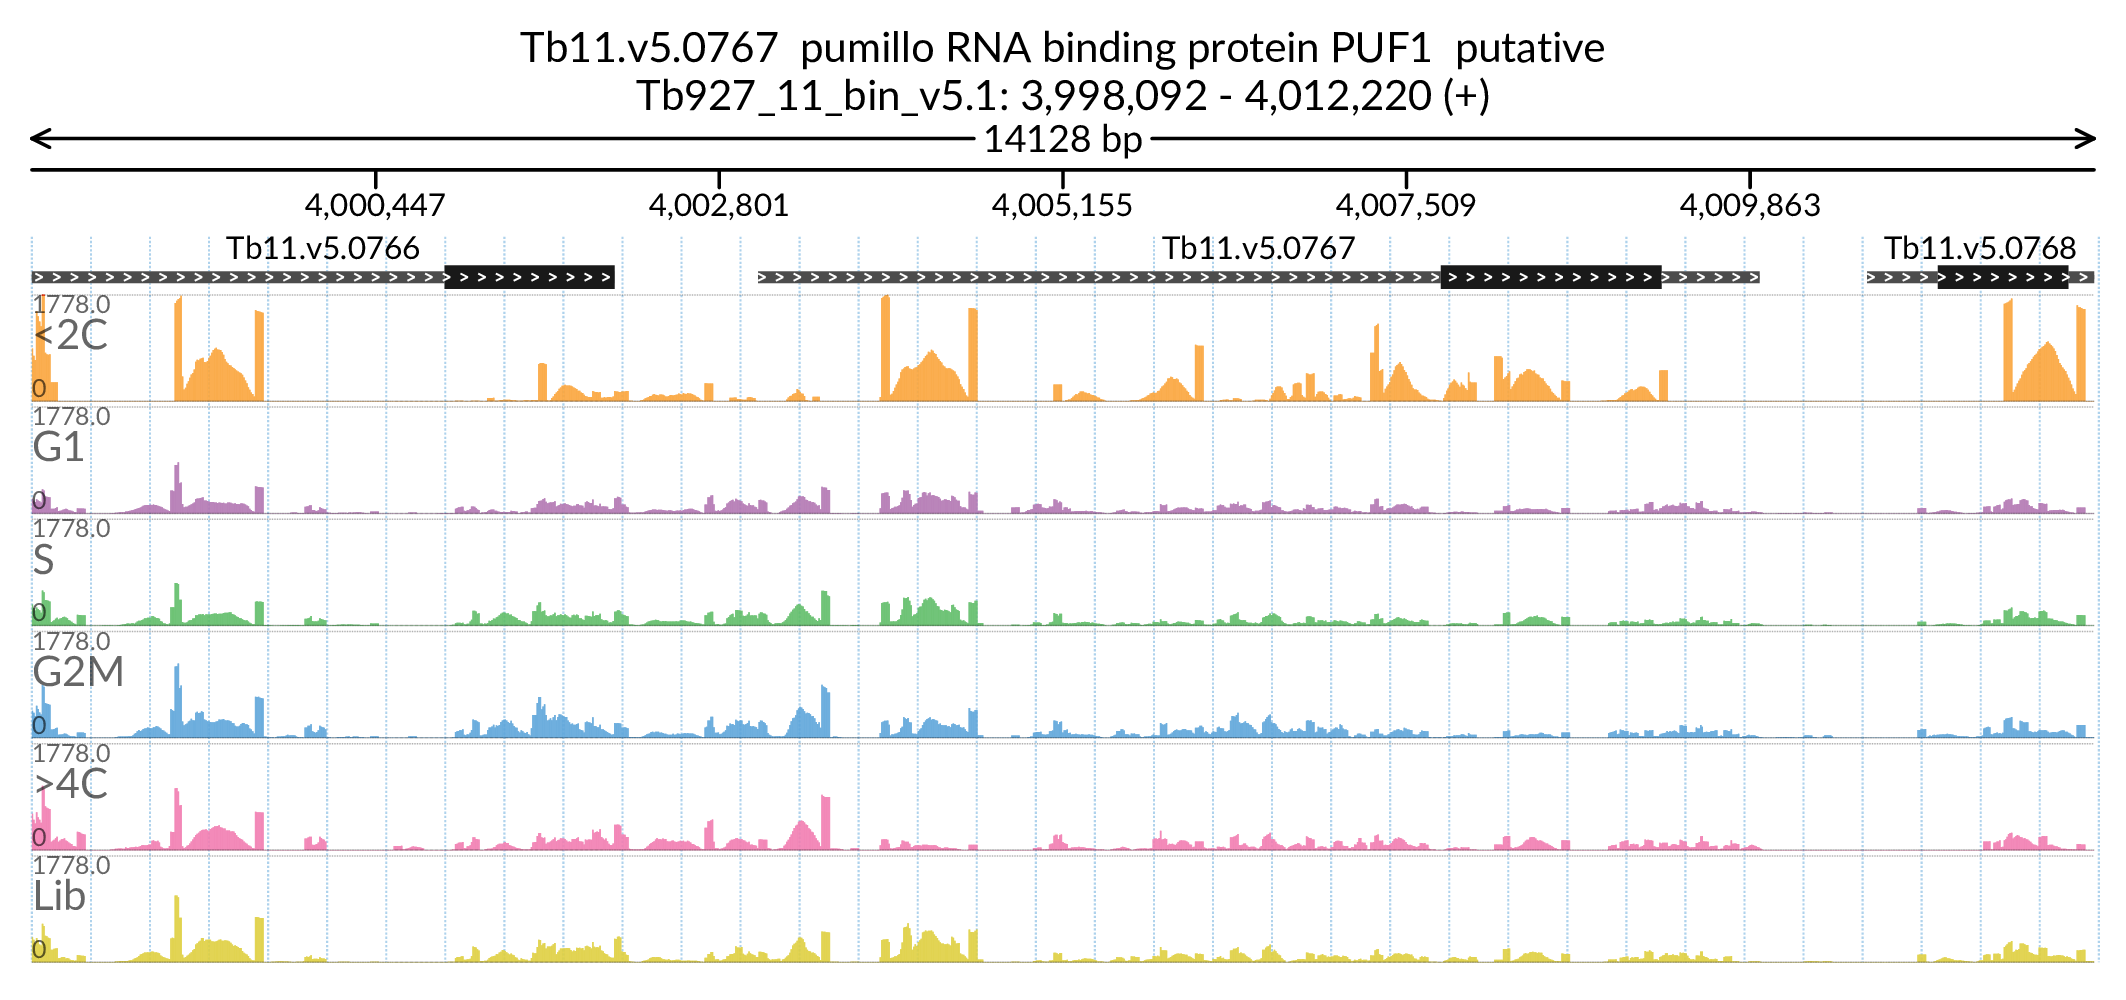 Tb11.v5.0767  pumillo RNA binding protein PUF1  putative
Tb927_11_bin_v5.1: 3,998,092 - 4,012,220 (+)
14128 bp
4,000,447 4,002,801 4,005,155 4,007,509 4,009,863
Tb11.v5.0766 Tb11.v5.0767 Tb11.v5.0768
1778.0
<2C
0
1778.0
G1
0
1778.0
S
0
1778.0
G2M
0
1778.0
>4C
0
1778.0
Lib
0